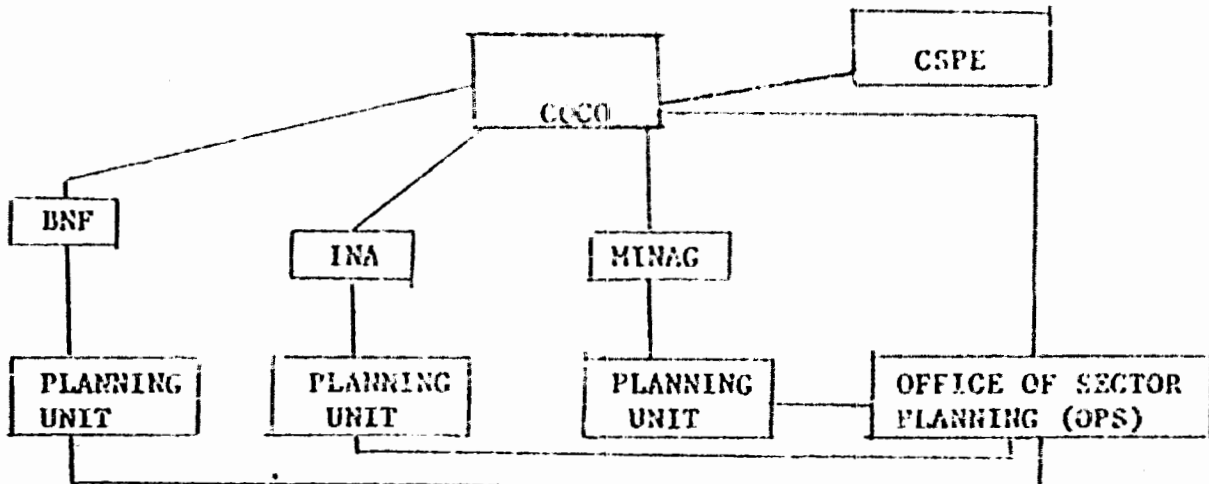 CSPE
COCO
BNF
INA
MINAG
PLANNING
UNIT
PLANNING
UNIT
PLANNING
UNIT
OFFICE OF SECTOR
PLANNING (OPS)